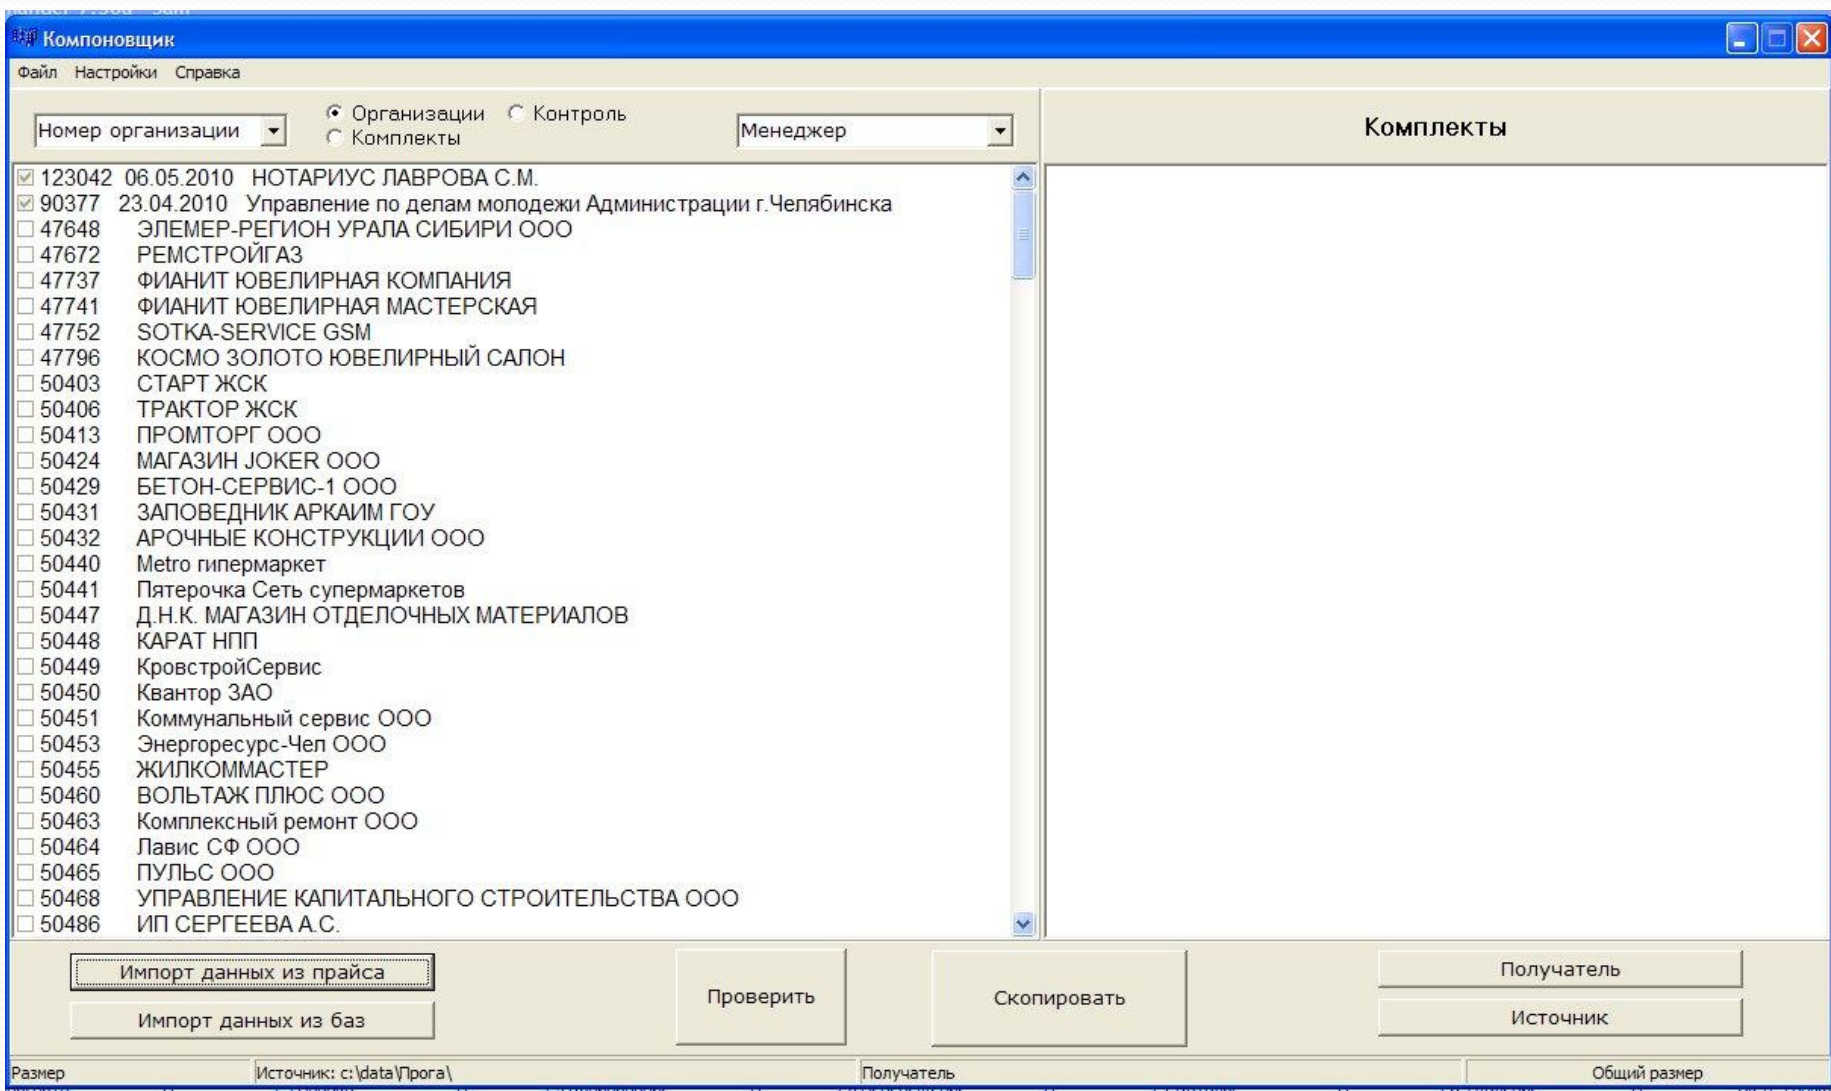 Компоновщик
Файл Настройки Справка
Номер организации
Организации
Контроль
Комплекты
Менеджер
Комплекты
123042 06.05.2010 НОТАРИУС ЛАВРОВА С.М.
90377 23.04.2010 Управление по делам молодежи Администрации г.Челябинска
47648 ЭЛЕМЕР-РЕГИОН УРАЛА СИБИРИ ООО
47672 РЕМСТРОЙГАЗ
47737 ФИАНИТ ЮВЕЛИРНАЯ КОМПАНИЯ
47741 ФИАНИТ ЮВЕЛИРНАЯ МАСТЕРСКАЯ
47752 SOTKA-SERVICE GSM
47796 КОСМО ЗОЛОТО ЮВЕЛИРНЫЙ САЛОН
50403 СТАРТ ЖСК
50406 ТРАКТОР ЖСК
50413 ПРОМТОРГ ООО
50424 МАГАЗИН JOKER ООО
50429 БЕТОН-СЕРВИС-1 ООО
50431 ЗАПОВЕДНИК АРКАИМ ГОУ
50432 АРОЧНЫЕ КОНСТРУКЦИИ ООО
50440 Metro гипермаркет
50441 Пятерочка Сеть супермаркетов
50447 Д.Н.К. МАГАЗИН ОТДЕЛОЧНЫХ МАТЕРИАЛОВ
50448 КАРАТ НПП
50449 КровстройСервис
50450 Квантор ЗАО
50451 Коммунальный сервис ООО
50453 Энергоресурс-Чел ООО
50455 ЖИЛКОММАСТЕР
50460 ВОЛЬТАЖ ПЛЮС ООО
50463 Комплексный ремонт ООО
50464 Лавис СФ ООО
50465 ПУЛЬС ООО
50468 УПРАВЛЕНИЕ КАПИТАЛЬНОГО СТРОИТЕЛЬСТВА ООО
50486 ИП СЕРГЕЕВА А.С.
Импорт данных из прайса
Импорт данных из баз
Проверить
Скопировать
Получатель
Источник
Размер
Источник: c:\data\Прога\
Получатель
Общий размер